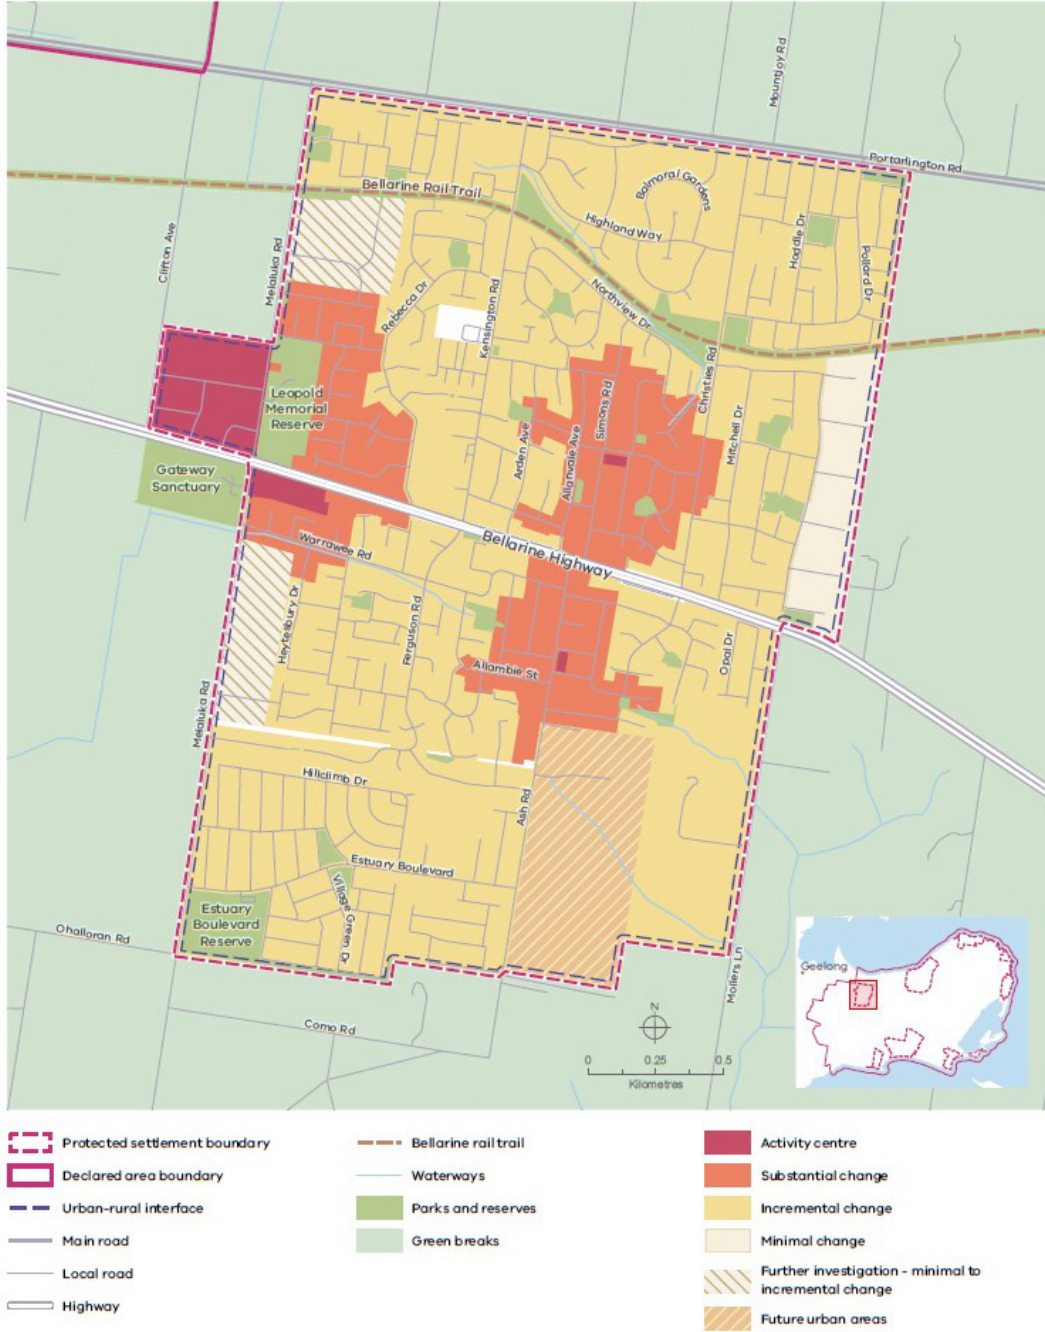 Mountjoy Rd
Portarlington Rd
Bellarine Rail Trail
Balmoral Gardens
Highland Way
Clifton Ave
Melaluka Rd
Hoddle Dr
Pollard Dr
Rebecca Dr
Kensington Rd
Northview Dr
Leopold
Memorial
Reserve
Simons Rd
Christies Rd
Mitchell Dr
Arden Ave
Allanvale Ave
Gateway
Sanctuary
Bellarine Highway
Warrawee Rd
Heytesbury Dr
Ferguson Rd
Opal Dr
Allambie St
Melaluka Rd
Hillclimb Dr
Ash Rd
Estuary Boulevard
Village Green Dr
Estuary
Boulevard
Reserve
Ohalloran Rd
Mollers Ln
Como Rd
Geelong
N
0 0.25 0.5
Kilometres
Protected settlement boundary
Declared area boundary
Urban-rural interface
Main road
Local road
Highway
Bellarine rail trail
Waterways
Parks and reserves
Green breaks
Activity centre
Substantial change
Incremental change
Minimal change
Further investigation - minimal to
incremental change
Future urban areas